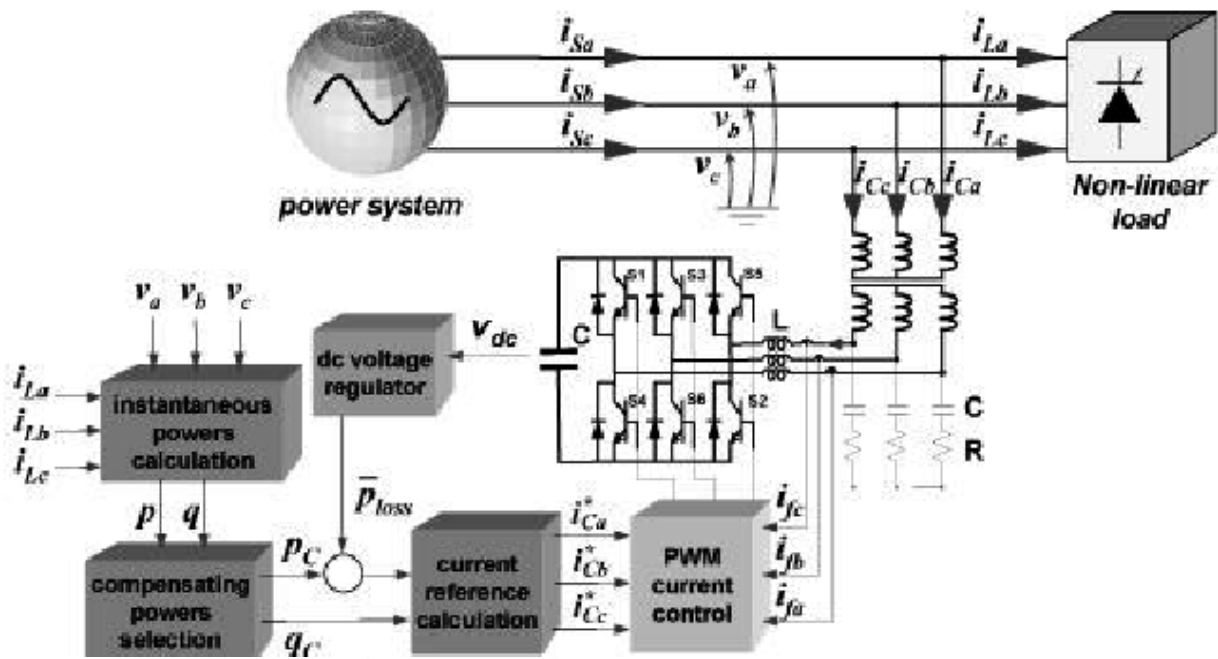 i_Sa
i_La
v_a
i_Sb
i_Lb
v_b
i_Sc
i_Lc
v_c
i_Cc i_Cb i_Ca
power system
Non-linear
load
v_a v_b v_c
S1 S3 S5
dc voltage
regulator
v_dc
C
L
i_La
i_Lb
i_Lc
instantaneous
powers
calculation
S4 S6 S2
C
R
p q
p̄_loss
compensating
powers
selection
p_C
q_C
current
reference
calculation
i*_Ca
i*_Cb
i*_Cc
PWM
current
control
i_fc
i_fb
i_fa